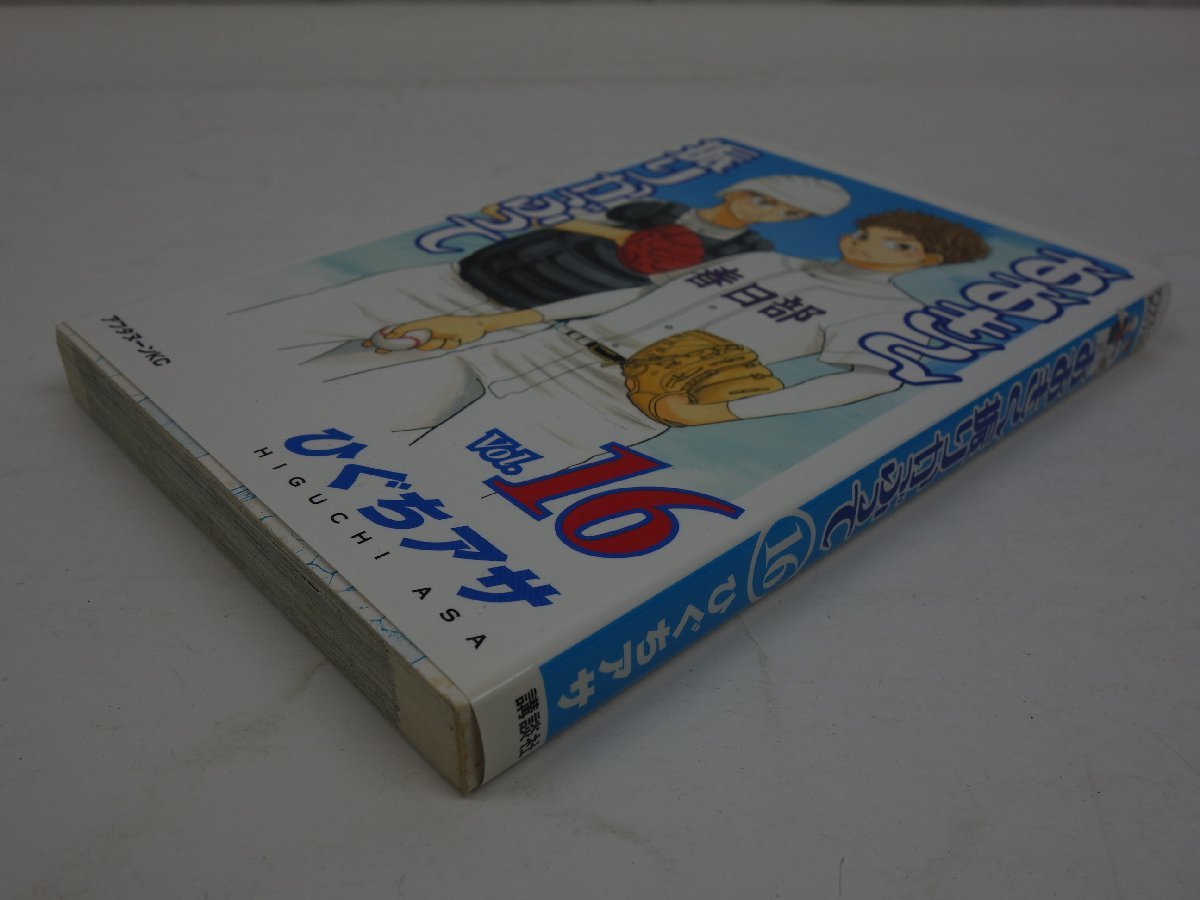 おおきく
振りかぶって
春日部
Vol. 16
ひぐちアサ
HIGUCHI ASA
アフタヌーンKC
おおきく振りかぶって 16 ひぐちアサ
講談社